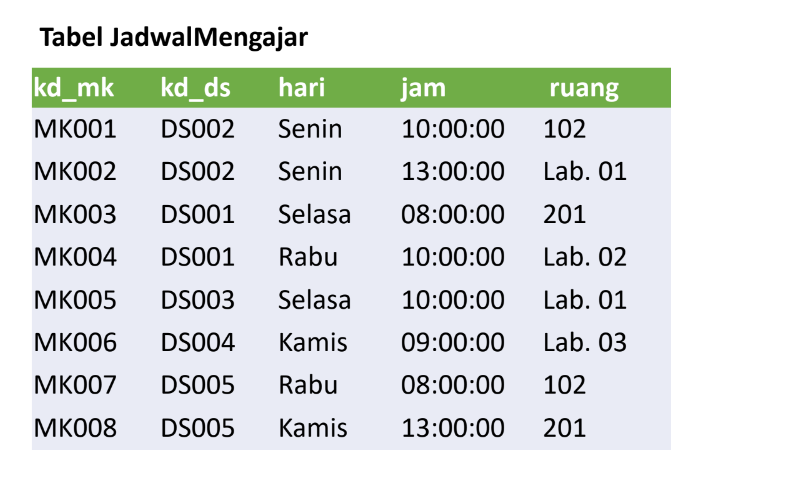 Tabel JadwalMengajar
kd_mk kd_ds hari jam ruang
MK001 DS002 Senin 10:00:00 102
MK002 DS002 Senin 13:00:00 Lab. 01
MK003 DS001 Selasa 08:00:00 201
MK004 DS001 Rabu 10:00:00 Lab. 02
MK005 DS003 Selasa 10:00:00 Lab. 01
MK006 DS004 Kamis 09:00:00 Lab. 03
MK007 DS005 Rabu 08:00:00 102
MK008 DS005 Kamis 13:00:00 201